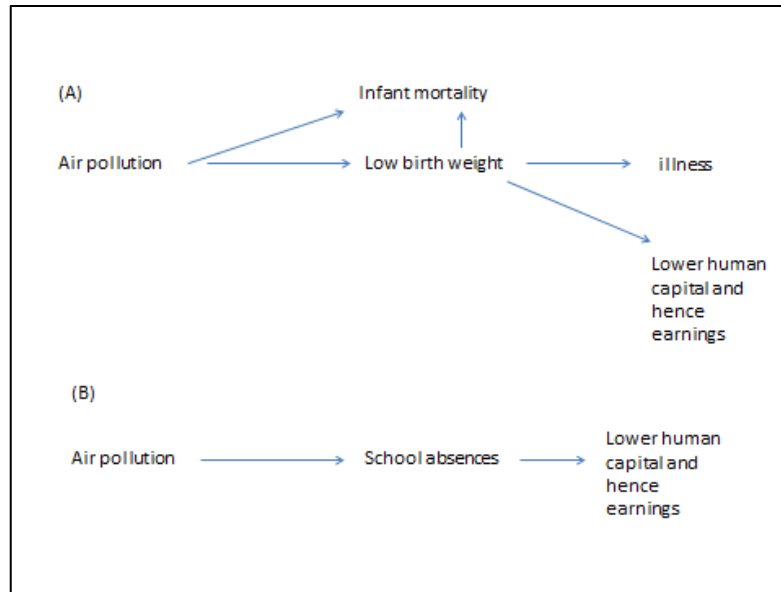 (A)
Infant mortality
Air pollution
Low birth weight
illness
Lower human
capital and
hence
earnings
(B)
Air pollution
School absences
Lower human
capital and
hence
earnings